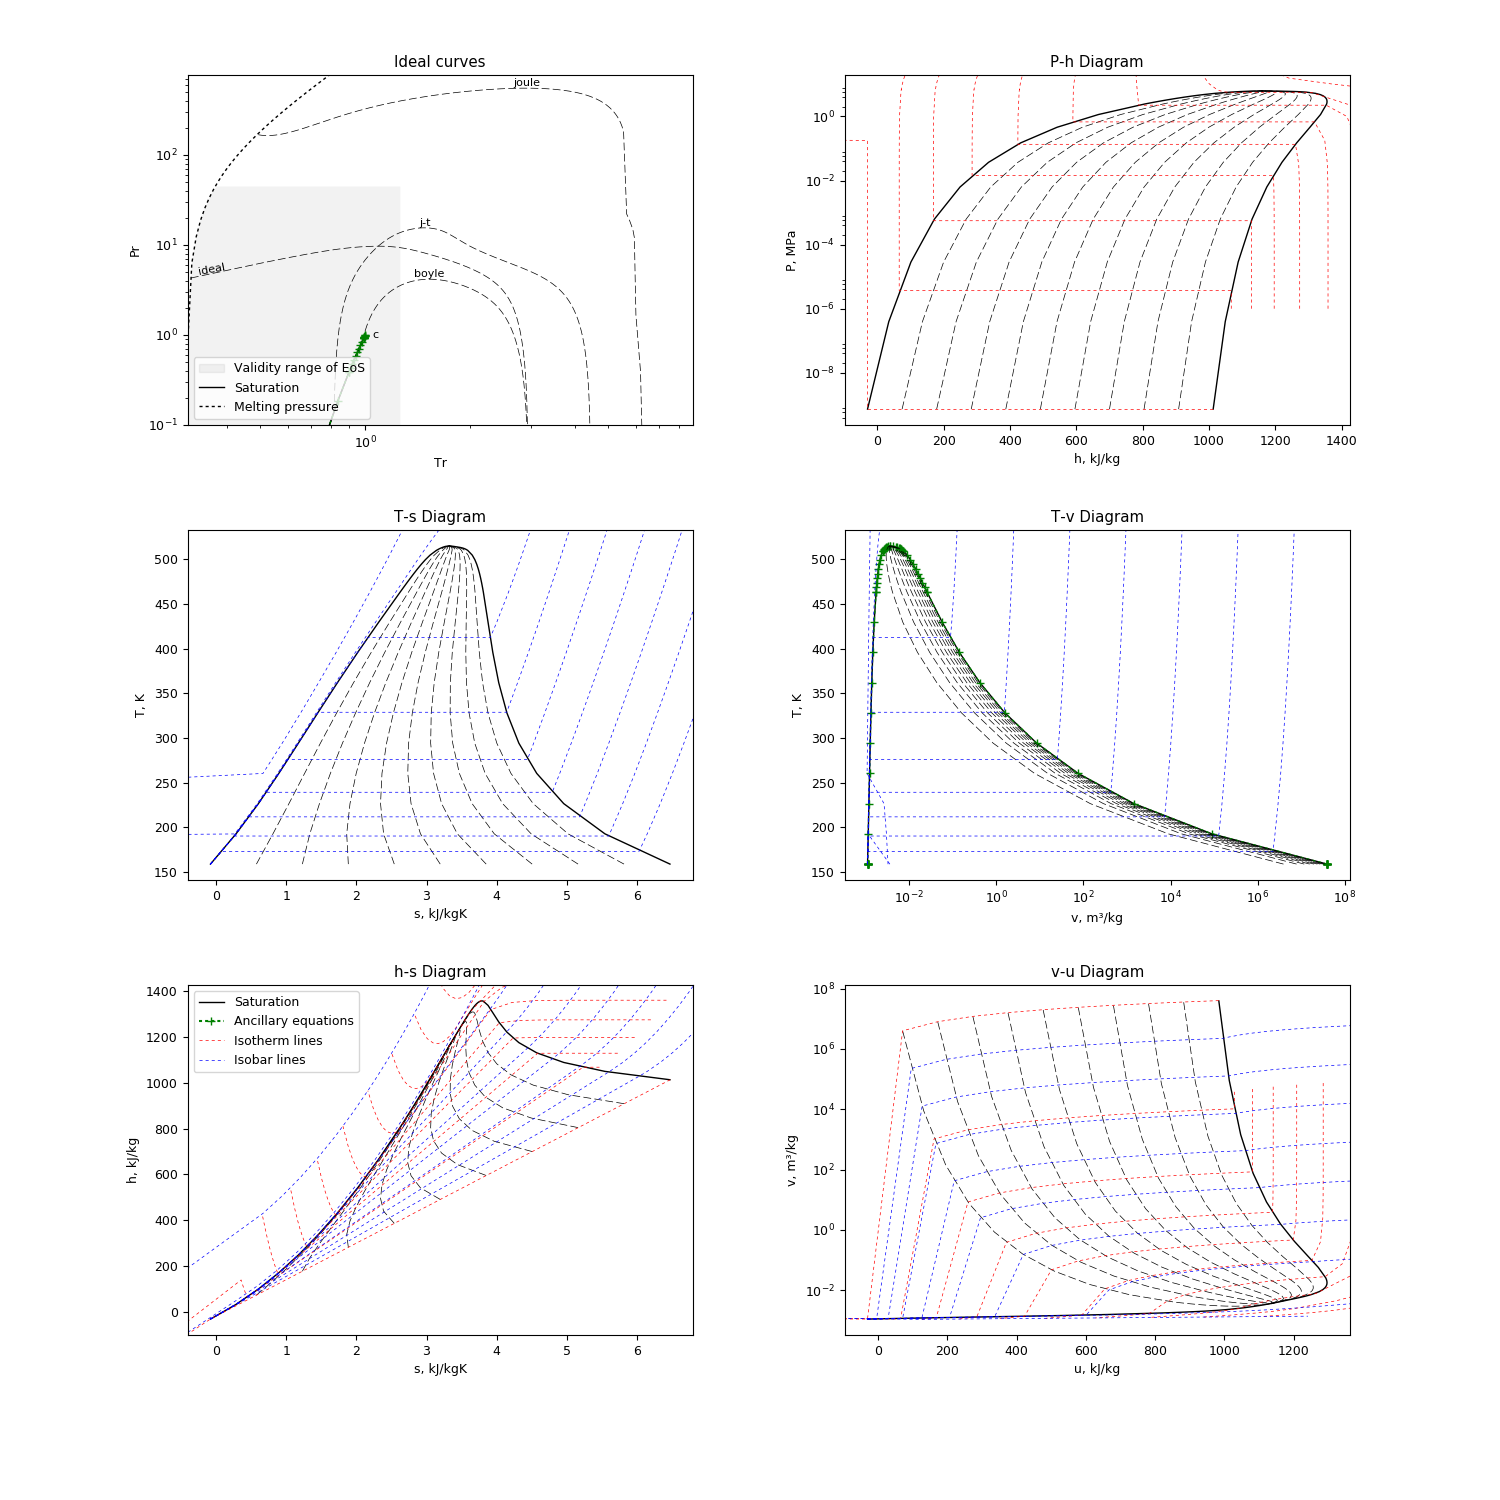 Ideal curves
joule
j-t
ideal
boyle
c
Validity range of EoS
Saturation
Melting pressure
10²
10¹
10⁰
10⁻¹
Pr
10⁰
Tr
P-h Diagram
10⁰
10⁻²
10⁻⁴
10⁻⁶
10⁻⁸
P, MPa
0 200 400 600 800 1000 1200 1400
h, kJ/kg
T-s Diagram
500
450
400
350
300
250
200
150
T, K
0 1 2 3 4 5 6
s, kJ/kgK
T-v Diagram
500
450
400
350
300
250
200
150
T, K
10⁻² 10⁰ 10² 10⁴ 10⁶ 10⁸
v, m³/kg
h-s Diagram
Saturation
Ancillary equations
Isotherm lines
Isobar lines
1400
1200
1000
800
600
400
200
0
h, kJ/kg
0 1 2 3 4 5 6
s, kJ/kgK
v-u Diagram
10⁸
10⁶
10⁴
10²
10⁰
10⁻²
v, m³/kg
0 200 400 600 800 1000 1200
u, kJ/kg